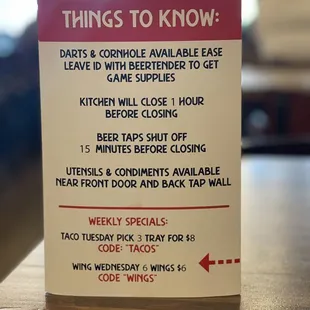 THINGS TO KNOW:
DARTS & CORNHOLE AVAILABLE EASE
LEAVE ID WITH BEERTENDER TO GET
GAME SUPPLIES
KITCHEN WILL CLOSE 1 HOUR
BEFORE CLOSING
BEER TAPS SHUT OFF
15 MINUTES BEFORE CLOSING
UTENSILS & CONDIMENTS AVAILABLE
NEAR FRONT DOOR AND BACK TAP WALL
WEEKLY SPECIALS:
TACO TUESDAY PICK 3 TRAY FOR $8
CODE: "TACOS"
WING WEDNESDAY 6 WINGS $6
CODE "WINGS"